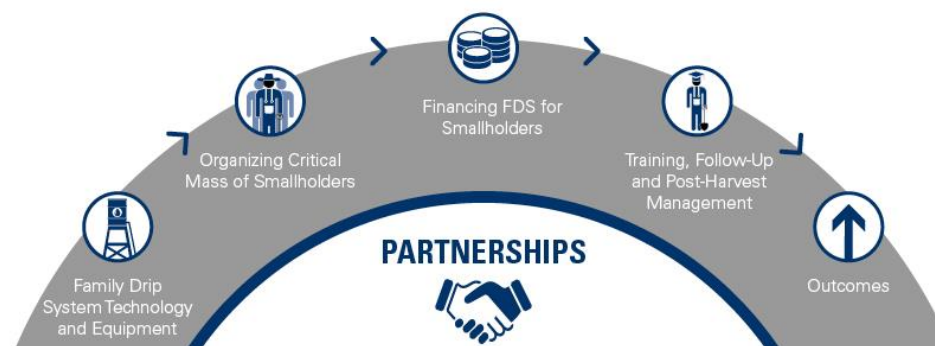 Family Drip
System Technology
and Equipment
Organizing Critical
Mass of Smallholders
Financing FDS for
Smallholders
Training, Follow-Up
and Post-Harvest
Management
Outcomes
PARTNERSHIPS